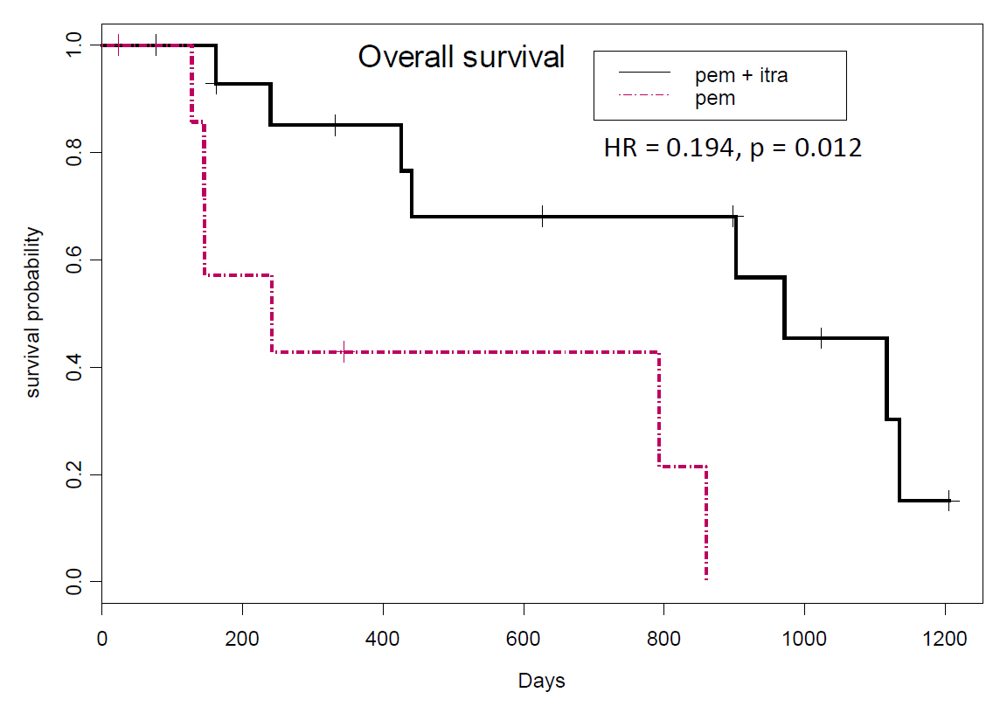 Overall survival
pem + itra
pem
HR = 0.194, p = 0.012
survival probability
1.0
0.8
0.6
0.4
0.2
0.0
0 200 400 600 800 1000 1200
Days